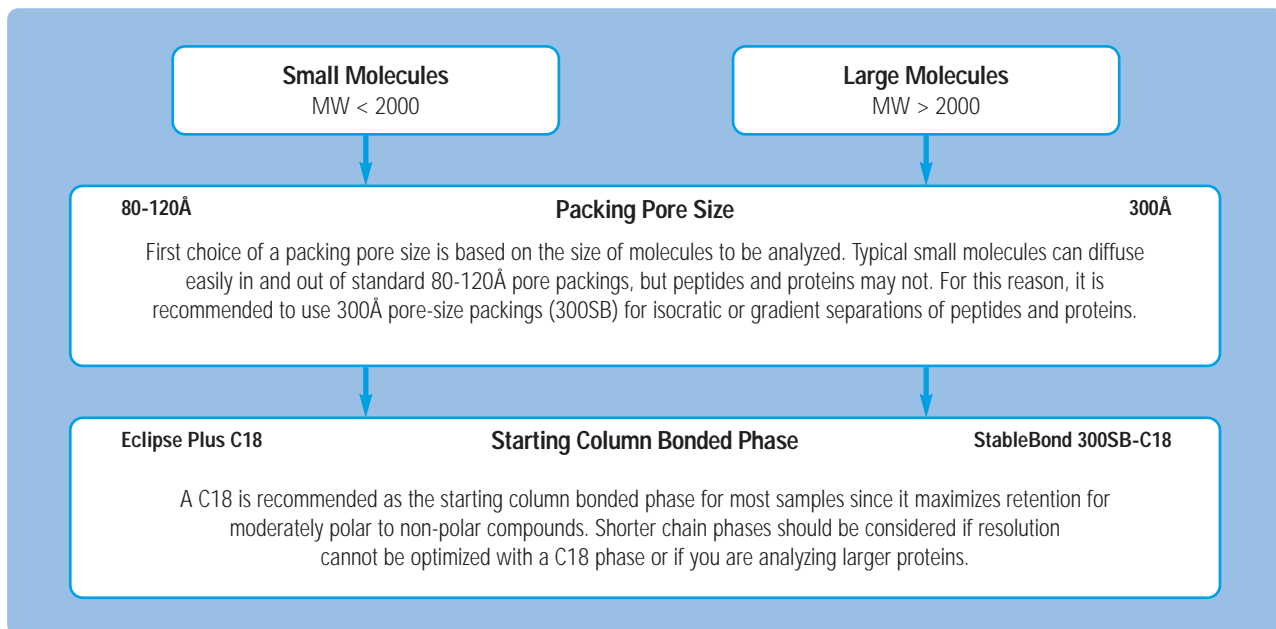 Small Molecules
MW < 2000
Large Molecules
MW > 2000
80-120Å
Packing Pore Size
300Å
First choice of a packing pore size is based on the size of molecules to be analyzed. Typical small molecules can diffuse
easily in and out of standard 80-120Å pore packings, but peptides and proteins may not. For this reason, it is
recommended to use 300Å pore-size packings (300SB) for isocratic or gradient separations of peptides and proteins.
Eclipse Plus C18
Starting Column Bonded Phase
StableBond 300SB-C18
A C18 is recommended as the starting column bonded phase for most samples since it maximizes retention for
moderately polar to non-polar compounds. Shorter chain phases should be considered if resolution
cannot be optimized with a C18 phase or if you are analyzing larger proteins.